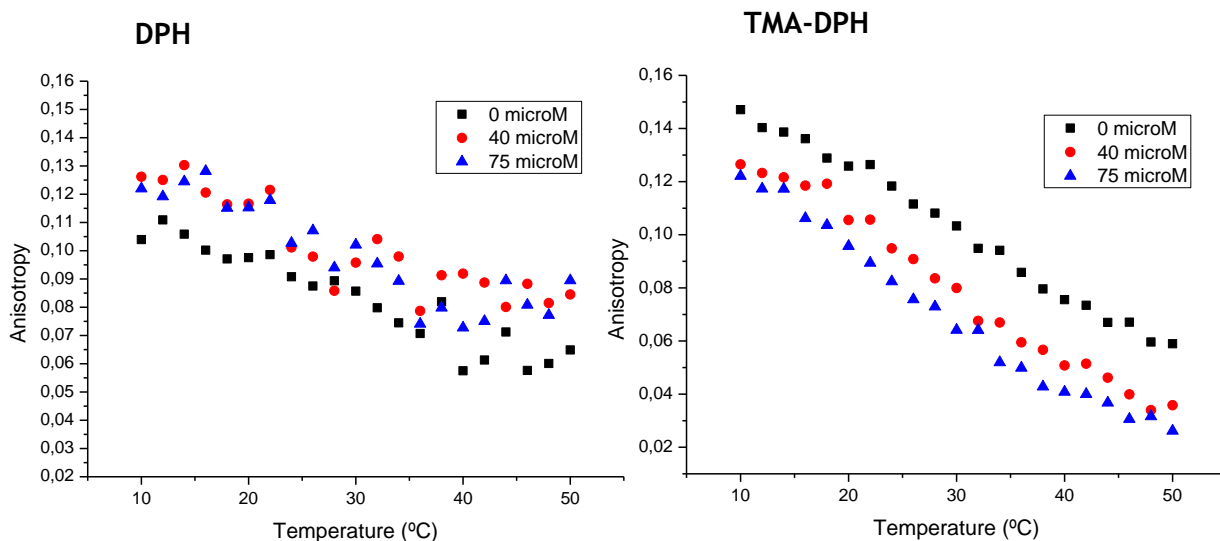 DPH
0,16
0,15
0,14
0,13
0,12
0,11
0,10
0,09
0,08
0,07
0,06
0,05
0,04
0,03
0,02
Anisotropy
0 microM
40 microM
75 microM
10 20 30 40 50
Temperature (ºC)
TMA-DPH
0,16
0,14
0,12
0,10
0,08
0,06
0,04
0,02
Anisotropy
0 microM
40 microM
75 microM
10 20 30 40 50
Temperature (ºC)